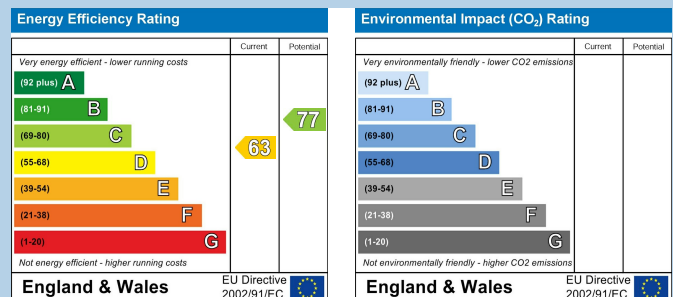 Energy Efficiency Rating
Current Potential
Very energy efficient - lower running costs
(92 plus) A
(81-91) B
(69-80) C
(55-68) D
(39-54) E
(21-38) F
(1-20) G
63
77
Not energy efficient - higher running costs
England & Wales
EU Directive
2002/91/EC
Environmental Impact (CO₂) Rating
Current Potential
Very environmentally friendly - lower CO2 emissions
(92 plus) A
(81-91) B
(69-80) C
(55-68) D
(39-54) E
(21-38) F
(1-20) G
Not environmentally friendly - higher CO2 emissions
England & Wales
EU Directive
2002/91/EC